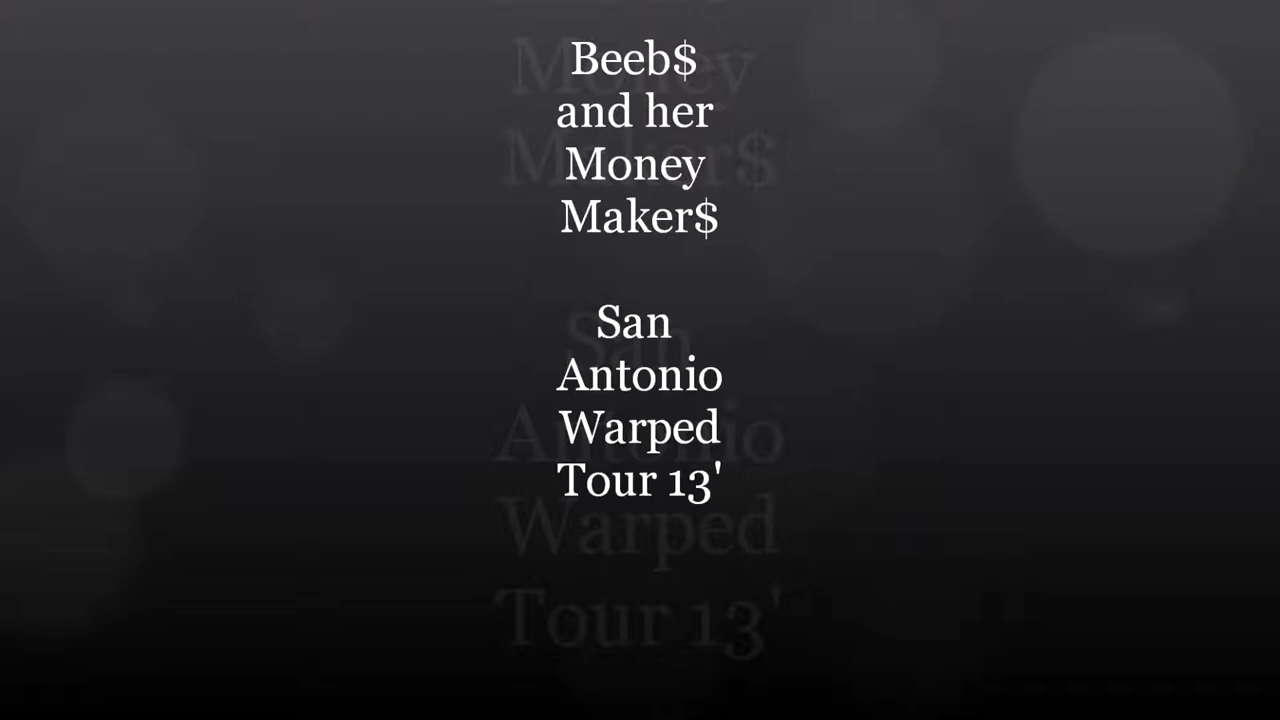 Beeb$
and her
Money
Maker$
San
Antonio
Warped
Tour 13'